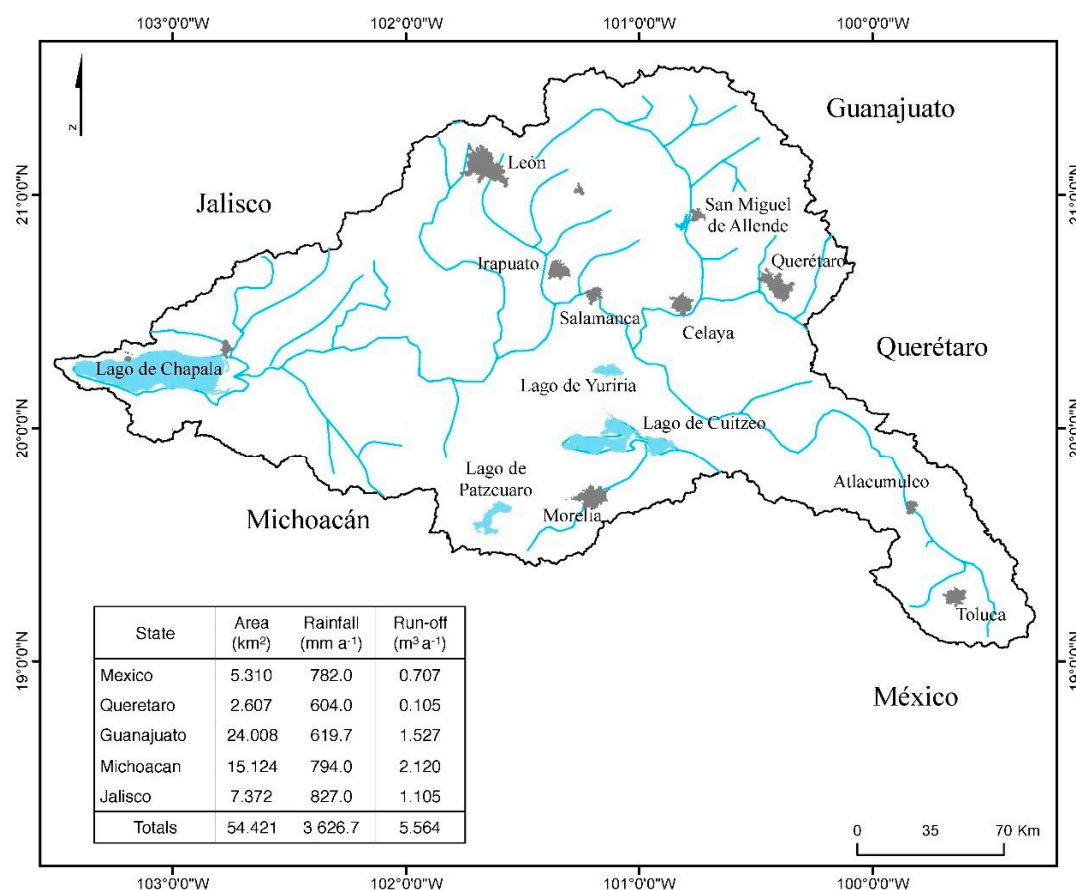 103°0'0"W 102°0'0"W 101°0'0"W 100°0'0"W
Guanajuato
z
León
21°0'0"N
21°0'0"N
Jalisco
San Miguel
de Allende
Irapuato
Querétaro
Salamanca
Celaya
Querétaro
Lago de Chapala
Lago de Yuriria
20°0'0"N
20°0'0"N
Lago de Cuitzeo
Lago de
Patzcuaro
Atlacumulco
Michoacán
Morelia
Toluca
19°0'0"N
19°0'0"N
México
State Area (km²) Rainfall (mm a⁻¹) Run-off (m³ a⁻¹)
Mexico 5.310 782.0 0.707
Queretaro 2.607 604.0 0.105
Guanajuato 24.008 619.7 1.527
Michoacan 15.124 794.0 2.120
Jalisco 7.372 827.0 1.105
Totals 54.421 3 626.7 5.564
0 35 70 Km
103°0'0"W 102°0'0"W 101°0'0"W 100°0'0"W